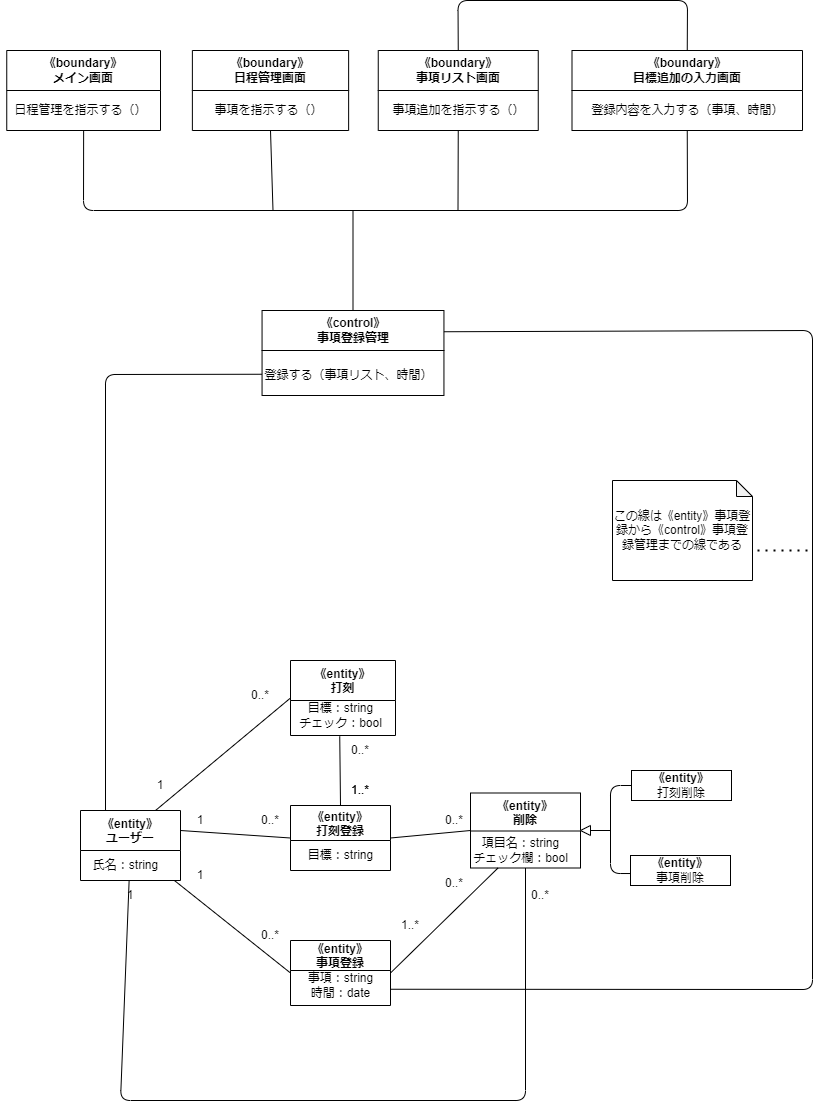 《boundary》
メイン画面
日程管理を指示する（）
《boundary》
日程管理画面
事項を指示する（）
《boundary》
事項リスト画面
事項追加を指示する（）
《boundary》
目標追加の入力画面
登録内容を入力する（事項、時間）
《control》
事項登録管理
登録する（事項リスト、時間）
この線は《entity》事項登
録から《control》事項登
録管理までの線である
《entity》
打刻
目標：string
チェック：bool
0..*
0..*
1
1..*
《entity》
ユーザー
氏名：string
1
0..*
《entity》
打刻登録
目標：string
0..*
《entity》
削除
項目名：string
チェック欄：bool
《entity》
打刻削除
《entity》
事項削除
1
1
0..*
0..*
1..*
0..*
《entity》
事項登録
事項：string
時間：date